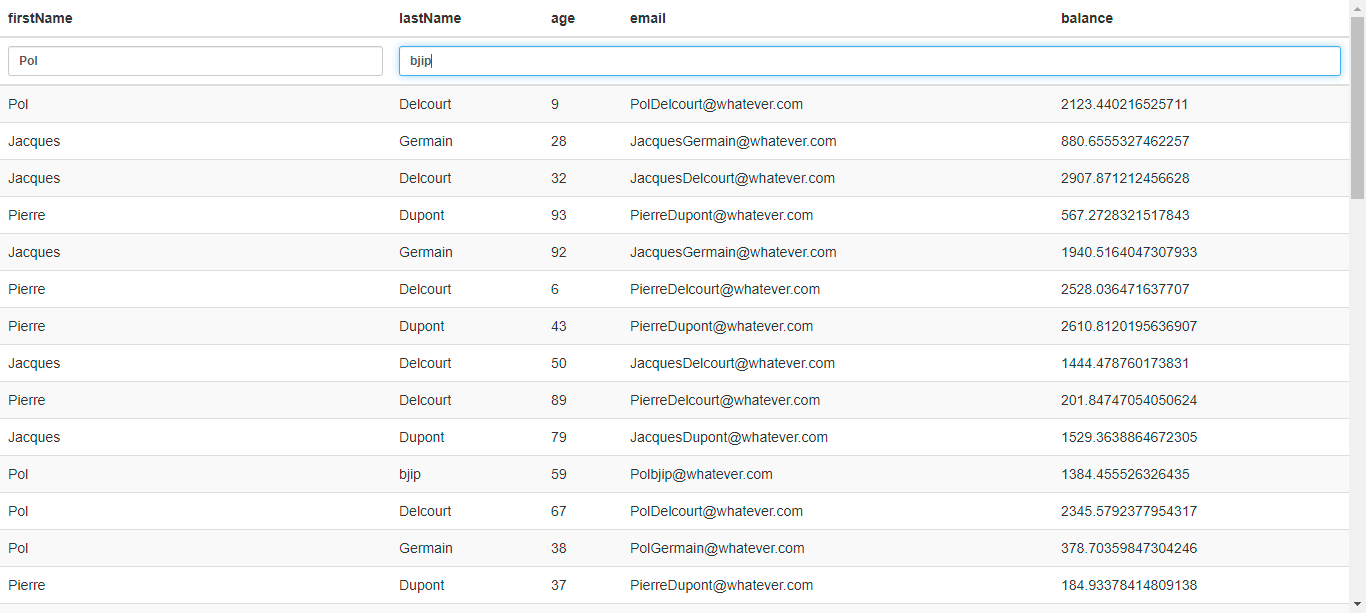 firstName lastName age email balance
Pol bjip
Pol Delcourt 9 PolDelcourt@whatever.com 2123.440216525711
Jacques Germain 28 JacquesGermain@whatever.com 880.6555327462257
Jacques Delcourt 32 JacquesDelcourt@whatever.com 2907.871212456628
Pierre Dupont 93 PierreDupont@whatever.com 567.2728321517843
Jacques Germain 92 JacquesGermain@whatever.com 1940.5164047307933
Pierre Delcourt 6 PierreDelcourt@whatever.com 2528.036471637707
Pierre Dupont 43 PierreDupont@whatever.com 2610.8120195636907
Jacques Delcourt 50 JacquesDelcourt@whatever.com 1444.478760173831
Pierre Delcourt 89 PierreDelcourt@whatever.com 201.84747054050624
Jacques Dupont 79 JacquesDupont@whatever.com 1529.3638864672305
Pol bjip 59 Polbjip@whatever.com 1384.455526326435
Pol Delcourt 67 PolDelcourt@whatever.com 2345.5792377954317
Pol Germain 38 PolGermain@whatever.com 378.70359847304246
Pierre Dupont 37 PierreDupont@whatever.com 184.93378414809138